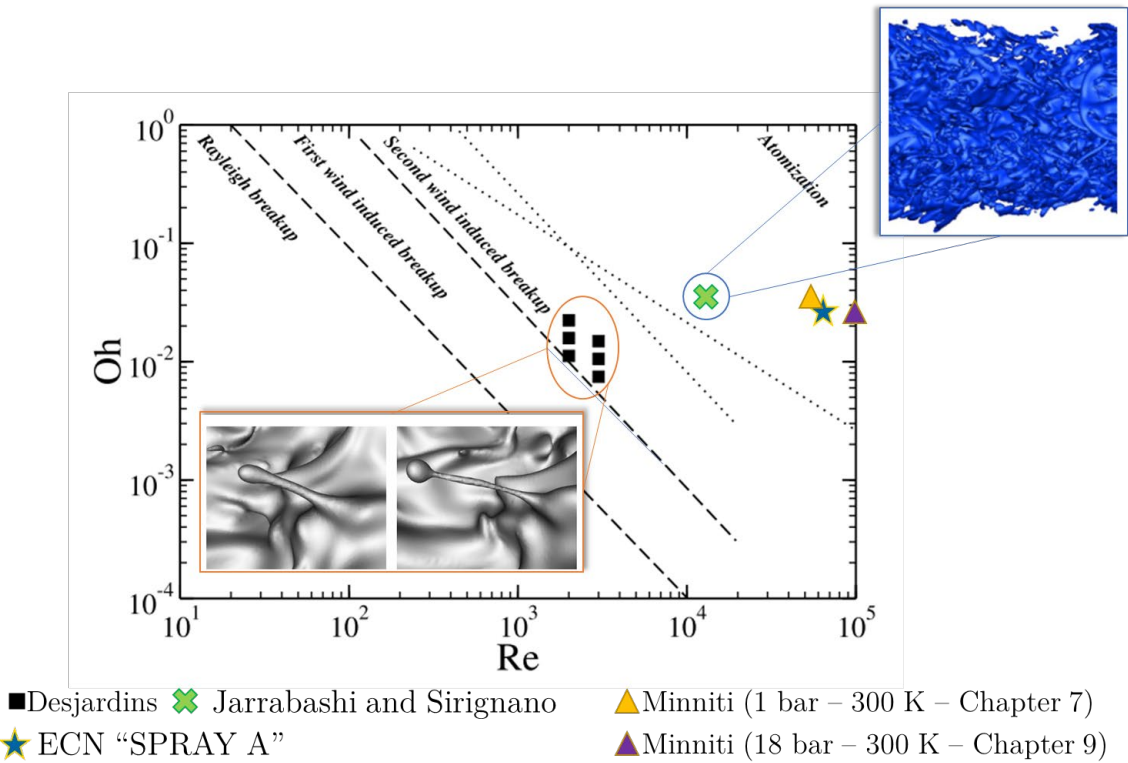 10^0
10^-1
10^-2
10^-3
10^-4
Oh
Rayleigh breakup
First wind induced breakup
Second wind induced breakup
Atomization
10^1 10^2 10^3 10^4 10^5
Re
Desjardins Jarrabashi and Sirignano Minniti (1 bar – 300 K – Chapter 7)
ECN “SPRAY A” Minniti (18 bar – 300 K – Chapter 9)